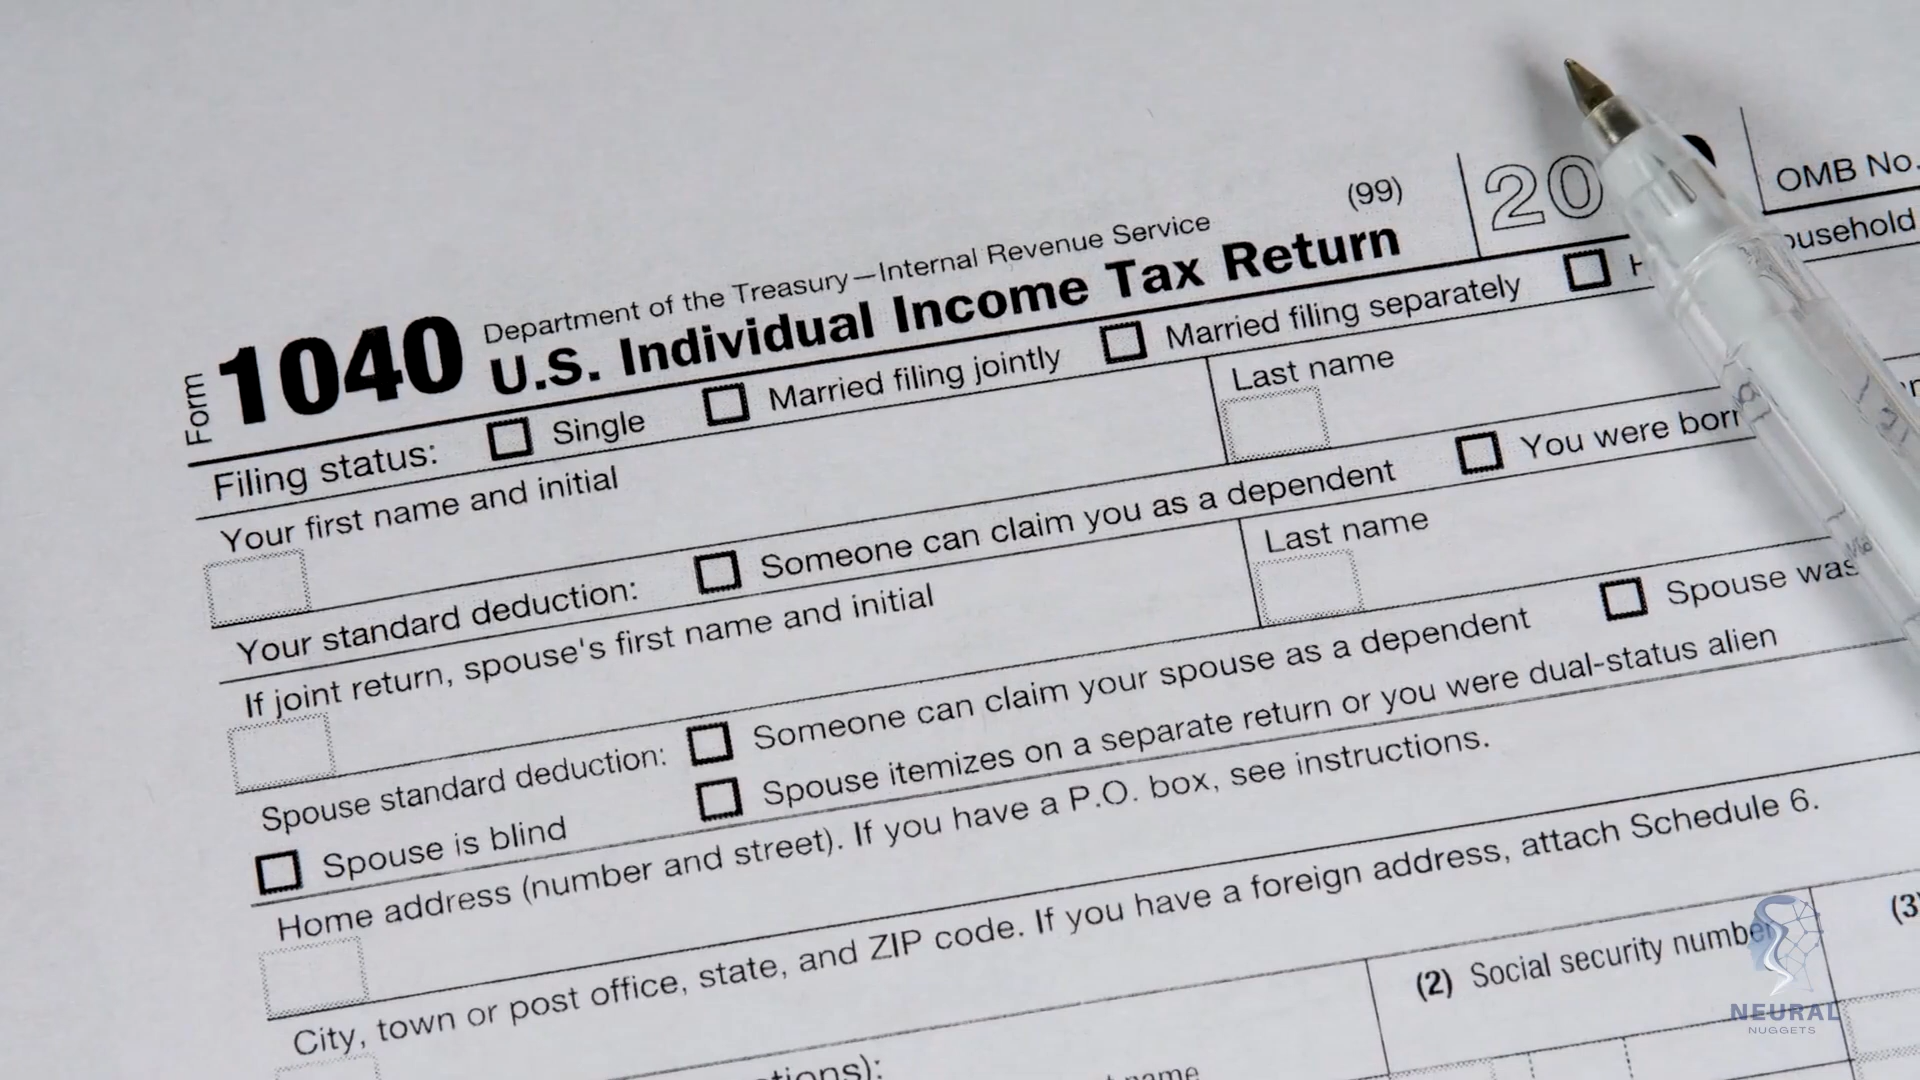 Form 1040 Department of the Treasury—Internal Revenue Service (99)
U.S. Individual Income Tax Return 20 OMB No.
Filing status: Single Married filing jointly Married filing separately H ousehold
Your first name and initial Last name
Your standard deduction: Someone can claim you as a dependent You were born
If joint return, spouse's first name and initial Last name
Spouse standard deduction: Someone can claim your spouse as a dependent Spouse was
Spouse is blind Spouse itemizes on a separate return or you were dual-status alien
Home address (number and street). If you have a P.O. box, see instructions.
City, town or post office, state, and ZIP code. If you have a foreign address, attach Schedule 6.
(2) Social security number (3)
NEURAL
NUGGETS